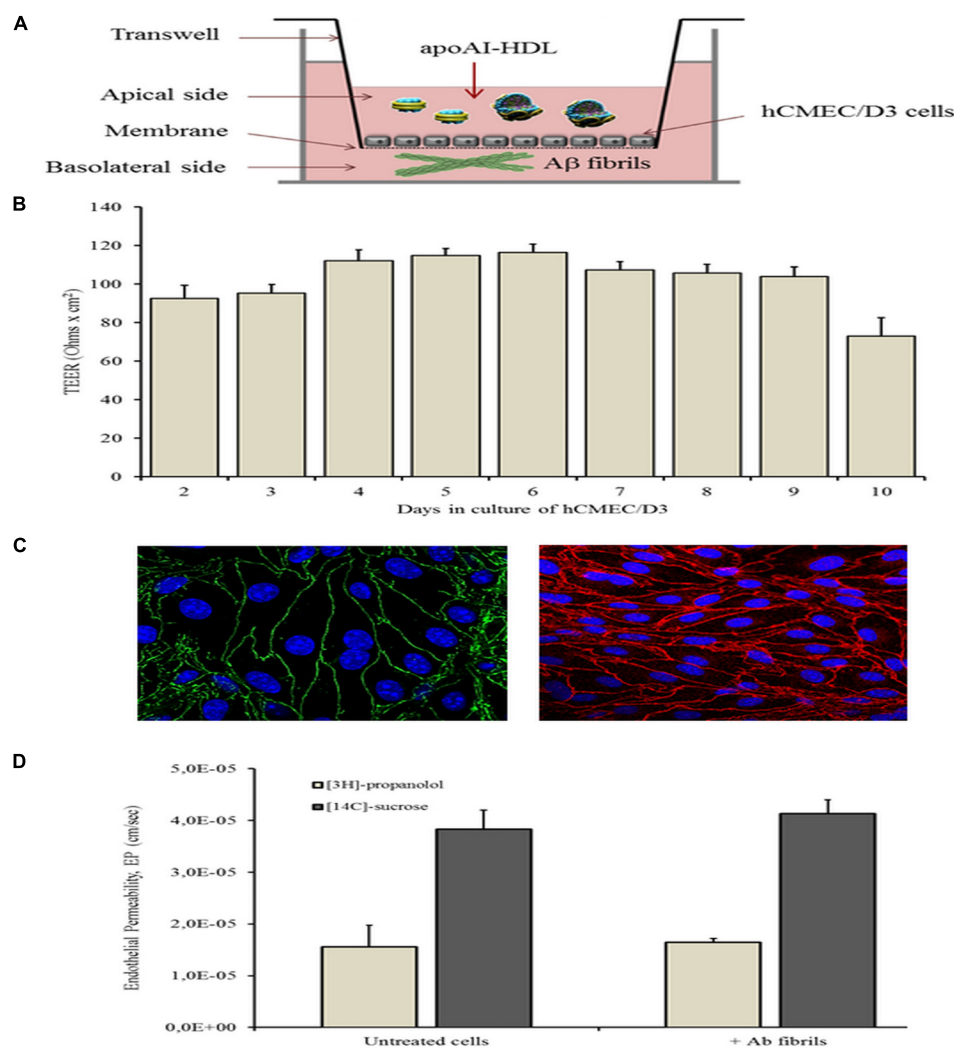 A
Transwell
apoAI-HDL
Apical side
Membrane
hCMEC/D3 cells
Basolateral side
Aβ fibrils
B
140
120
100
80
60
40
20
0
TEER (Ohms x cm²)
2 3 4 5 6 7 8 9 10
Days in culture of hCMEC/D3
C
D
5,0E-05
4,0E-05
3,0E-05
2,0E-05
1,0E-05
0,0E+00
Endothelial Permeability, EP (cm/sec)
[3H]-propanolol
[14C]-sucrose
Untreated cells + Ab fibrils